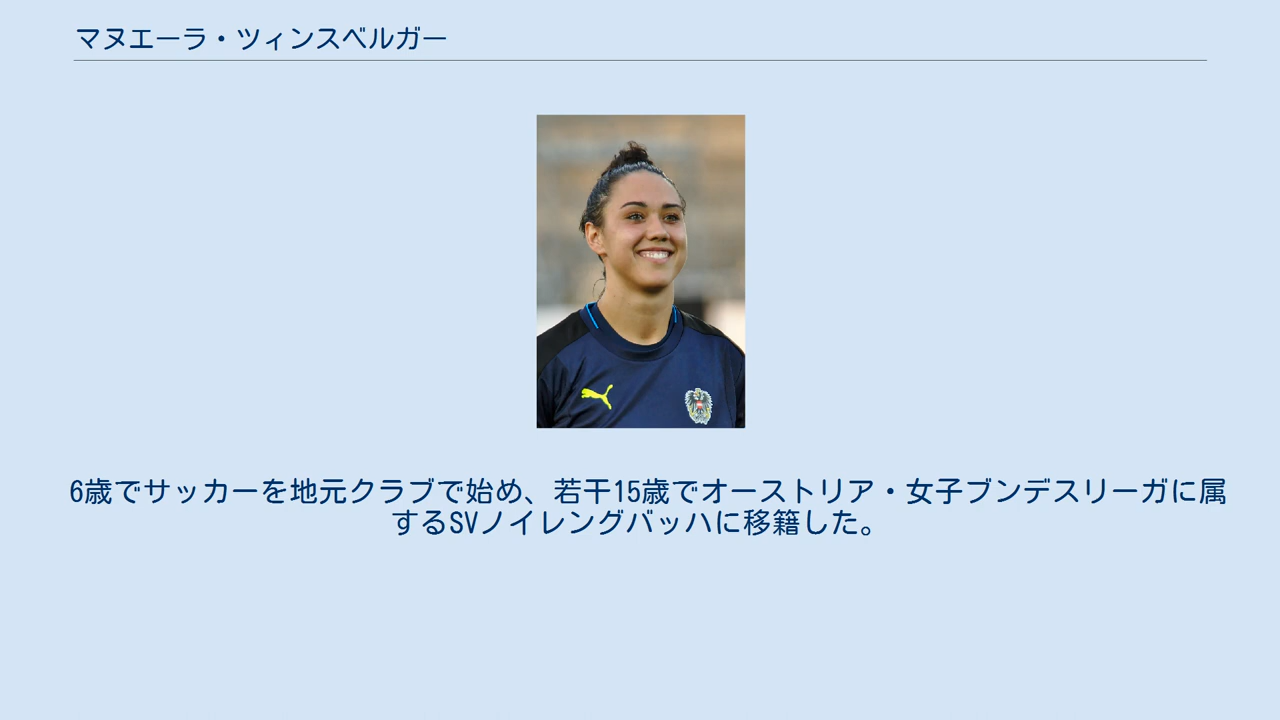 マヌエーラ・ツィンスベルガー
6歳でサッカーを地元クラブで始め、若干15歳でオーストリア・女子ブンデスリーガに属
するSVノイレングバッハに移籍した。